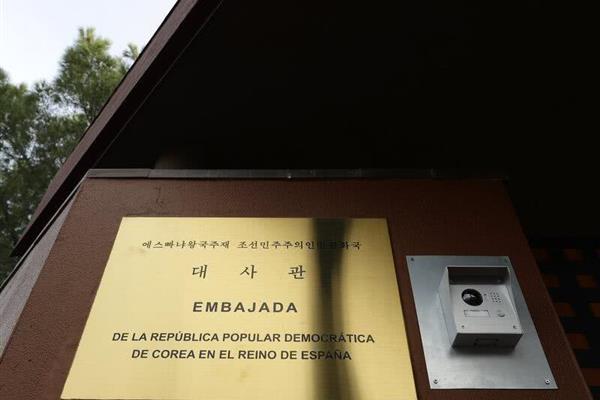 에스빠냐왕국주재 조선민주주의인민공화국
대 사 관
EMBAJADA
DE LA REPÚBLICA POPULAR DEMOCRÁTICA
DE COREA EN EL REINO DE ESPAÑA